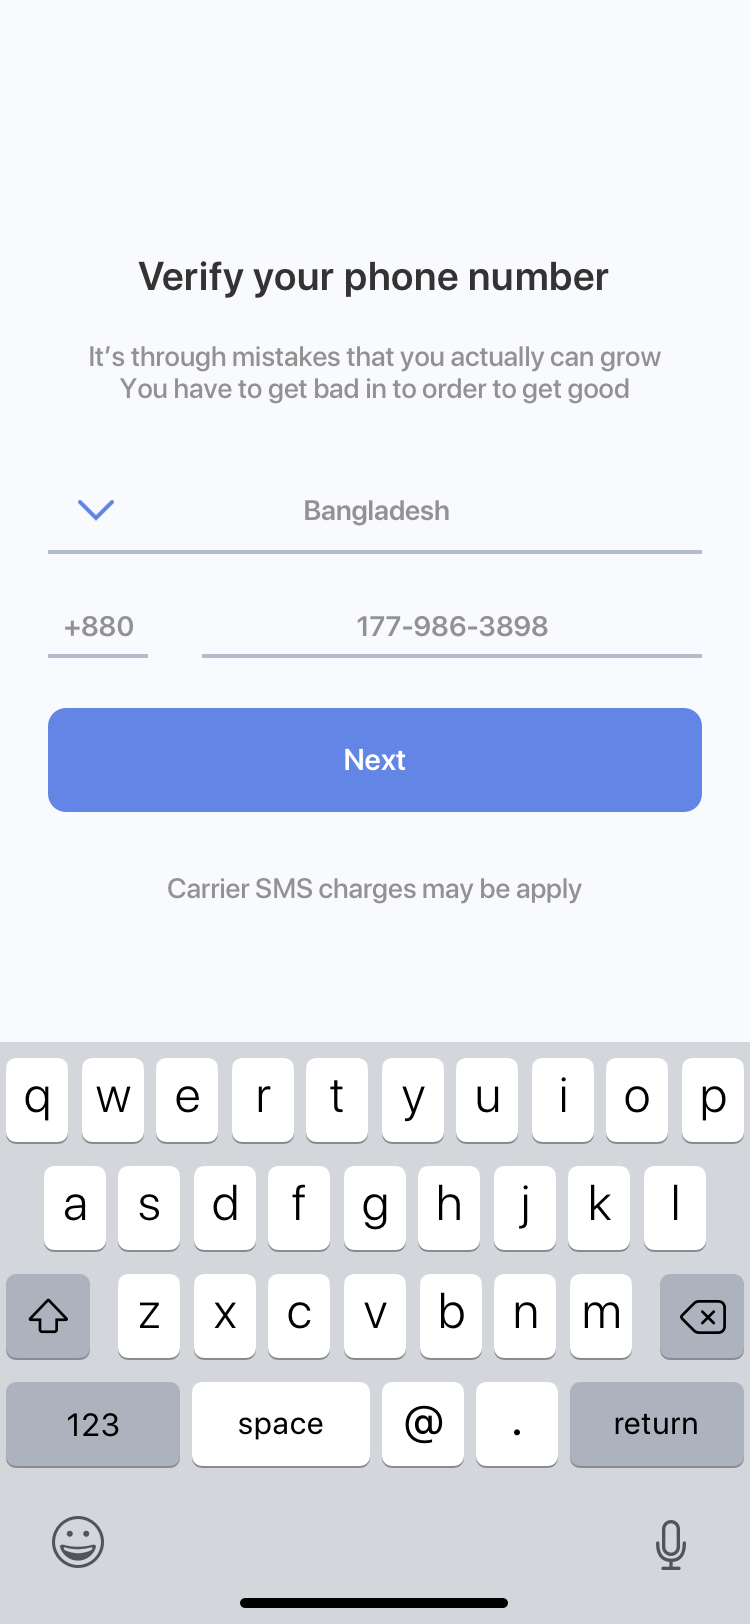 Verify your phone number
It’s through mistakes that you actually can grow
You have to get bad in to order to get good
Bangladesh
+880 177-986-3898
Next
Carrier SMS charges may be apply
q w e r t y u i o p
a s d f g h j k l
z x c v b n m
123 space @ . return